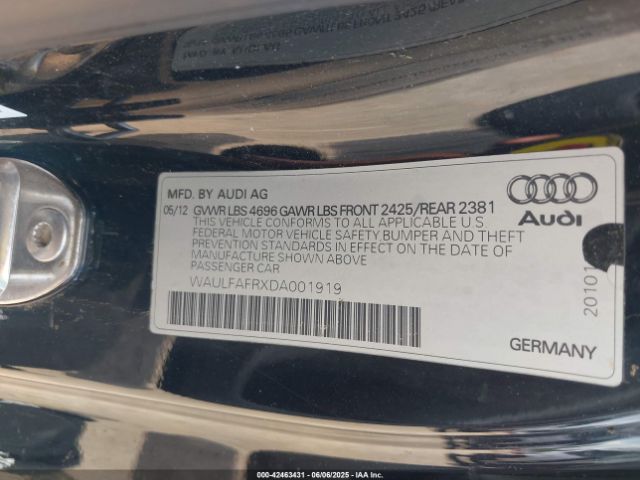 MFD. BY AUDI AG
05/12 GVWR LBS 4696 GAWR LBS FRONT 2425/REAR 2381
THIS VEHICLE CONFORMS TO ALL APPLICABLE U S
FEDERAL MOTOR VEHICLE SAFETY, BUMPER AND THEFT
PREVENTION STANDARDS IN EFFECT ON THE DATE OF
MANUFACTURE SHOWN ABOVE
PASSENGER CAR
WAULFAFRXDA001919
Audi
20101
GERMANY
000-42463431 - 06/06/2025 - IAA Inc.